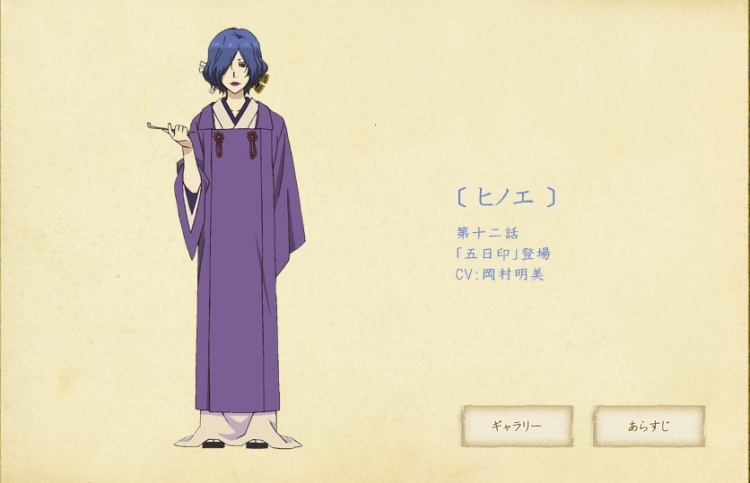 〔 ヒノエ 〕
第十二話
「五日印」登場
CV:岡村明美
ギャラリー
あらすじ